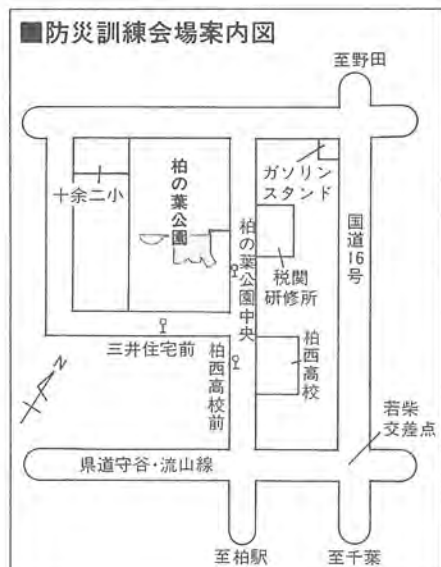 ■防災訓練会場案内図
至野田
十余二小
柏の葉公園
ガソリン
スタンド
柏の葉公園中央
税関
研修所
国道16号
三井住宅前
柏西高校前
柏西高校
N
若柴
交差点
県道守谷・流山線
至柏駅
至千葉